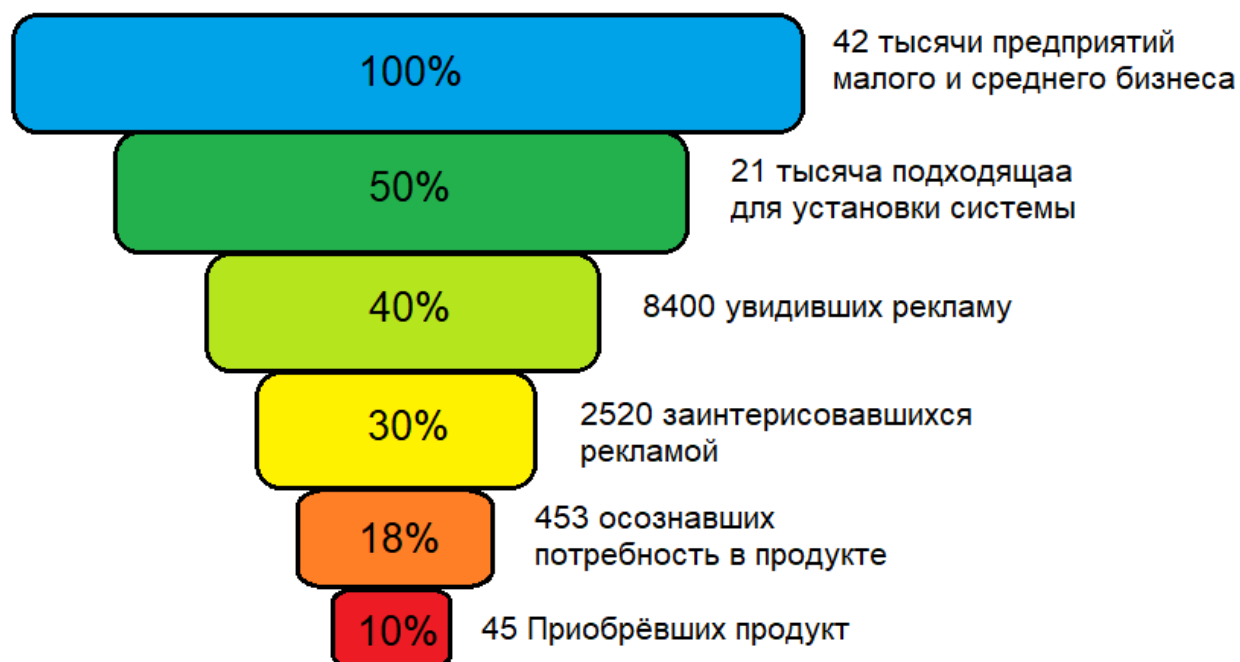 100%
42 тысячи предприятий
малого и среднего бизнеса
50%
21 тысяча подходящаа
для установки системы
40%
8400 увидивших рекламу
30%
2520 заинтерисовавшихся
рекламой
18%
453 осознавших
потребность в продукте
10%
45 Приобрёвших продукт